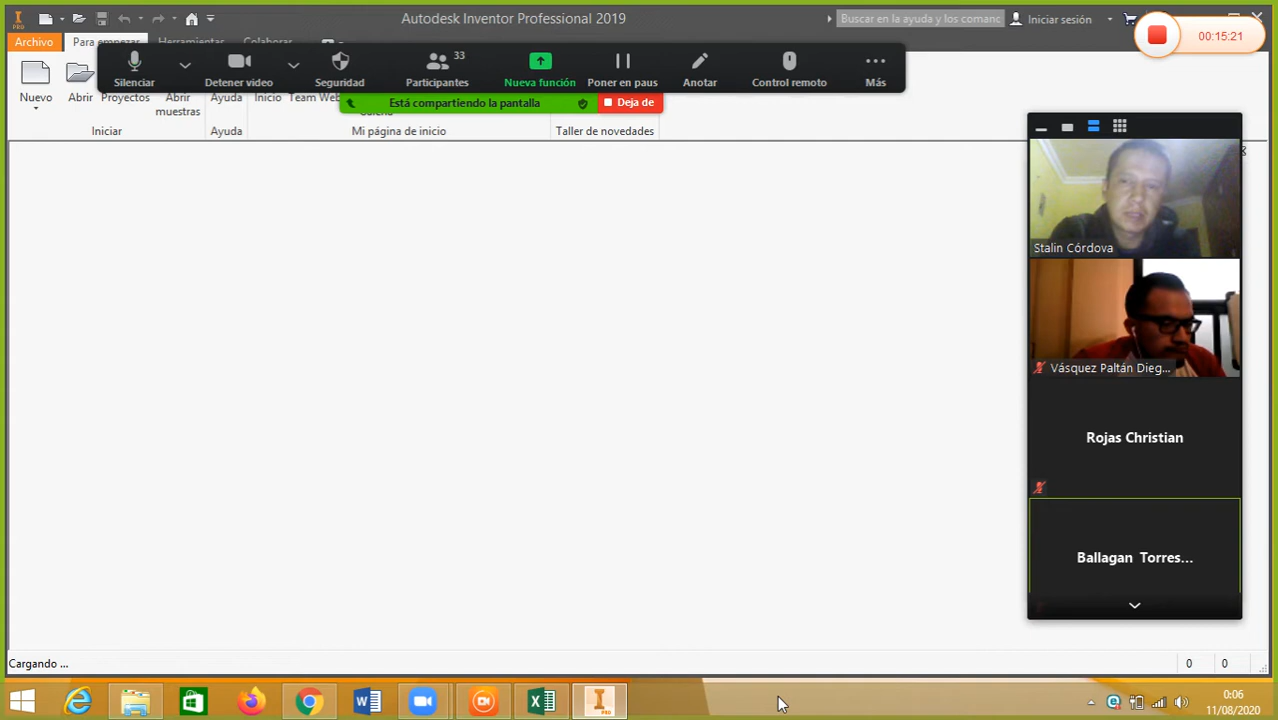 Autodesk Inventor Professional 2019
Buscar en la ayuda y los comanc
Iniciar sesión
00:15:21
Archivo
Para empezar
Herramientas
Colaborar
Silenciar
Detener video
Seguridad
Participantes
33
Nueva función
Poner en paus
Anotar
Control remoto
Más
Está compartiendo la pantalla
Deja de
Nuevo
Abrir
Proyectos
Abrir
muestras
Ayuda
Inicio
Team Web
Iniciar
Ayuda
Mi página de inicio
Taller de novedades
Stalin Córdova
Vásquez Paltán Dieg...
Rojas Christian
Ballagan Torres...
Cargando ...
0 0
0:06
11/08/2020